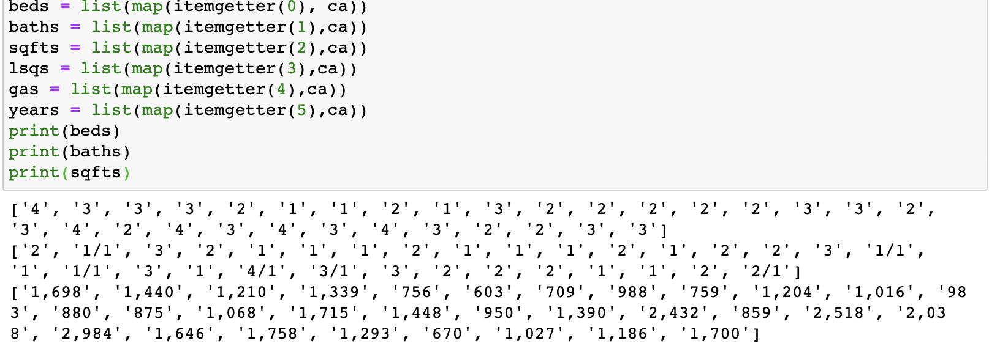 beds = list(map(itemgetter(0), ca))
baths = list(map(itemgetter(1),ca))
sqfts = list(map(itemgetter(2),ca))
lsqs = list(map(itemgetter(3),ca))
gas = list(map(itemgetter(4),ca))
years = list(map(itemgetter(5),ca))
print(beds)
print(baths)
print(sqfts)
['4', '3', '3', '3', '2', '1', '1', '2', '1', '3', '2', '2', '2', '2', '2', '3', '3', '2',
'3', '4', '2', '4', '3', '4', '3', '4', '3', '2', '2', '3', '3']
['2', '1/1', '3', '2', '1', '1', '1', '2', '1', '1', '1', '2', '1', '2', '2', '3', '1/1',
'1', '1/1', '3', '1', '4/1', '3/1', '3', '2', '2', '2', '1', '1', '2', '2/1']
['1,698', '1,440', '1,210', '1,339', '756', '603', '709', '988', '759', '1,204', '1,016', '98
3', '880', '875', '1,068', '1,715', '1,448', '950', '1,390', '2,432', '859', '2,518', '2,03
8', '2,984', '1,646', '1,758', '1,293', '670', '1,027', '1,186', '1,700']